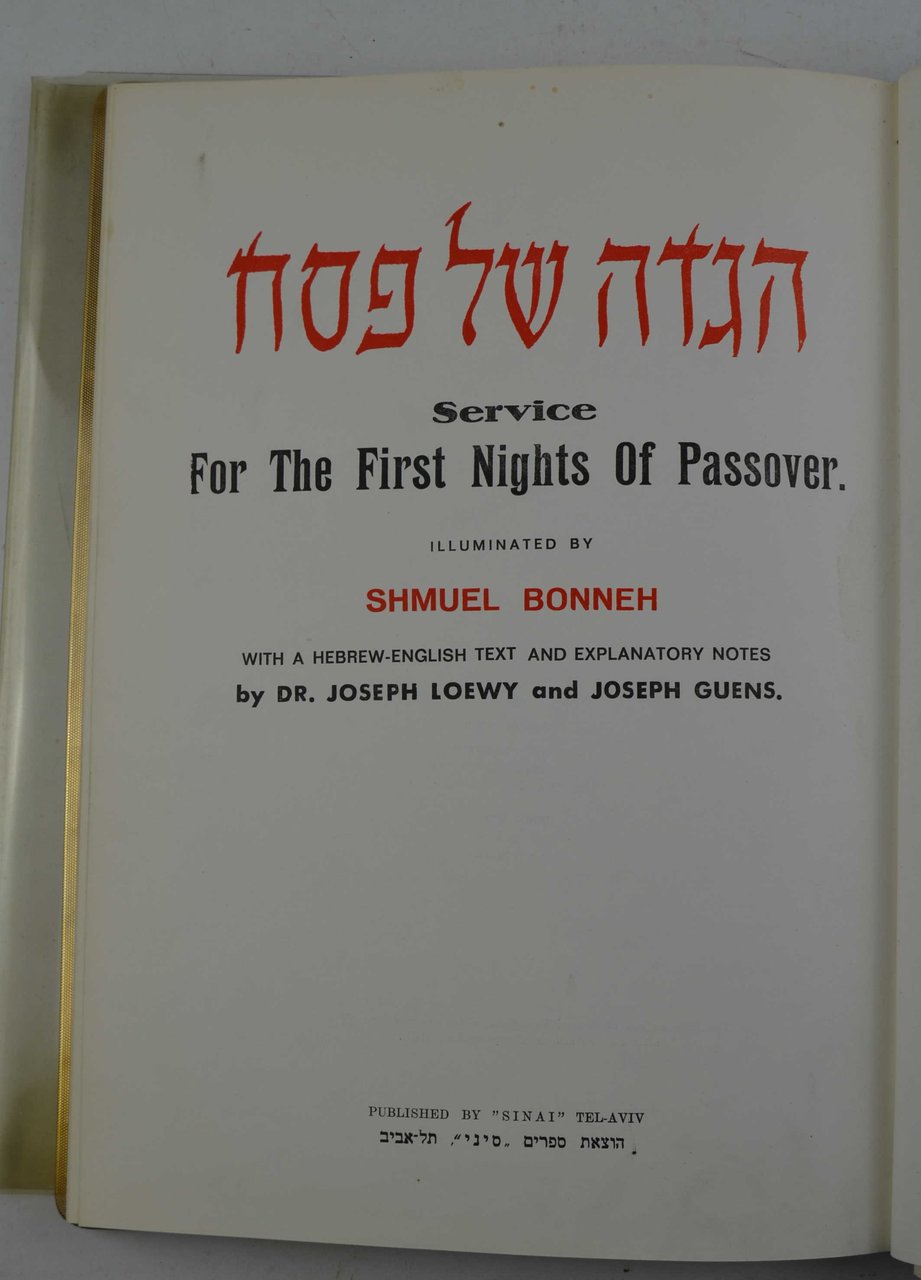 הגדה של פסח
Service
For The First Nights Of Passover.
ILLUMINATED BY
SHMUEL BONNEH
WITH A HEBREW-ENGLISH TEXT AND EXPLANATORY NOTES
by DR. JOSEPH LOEWY and JOSEPH GUENS.
PUBLISHED BY "SINAI" TEL-AVIV
הוצאת ספרים „סיני”, תל־אביב